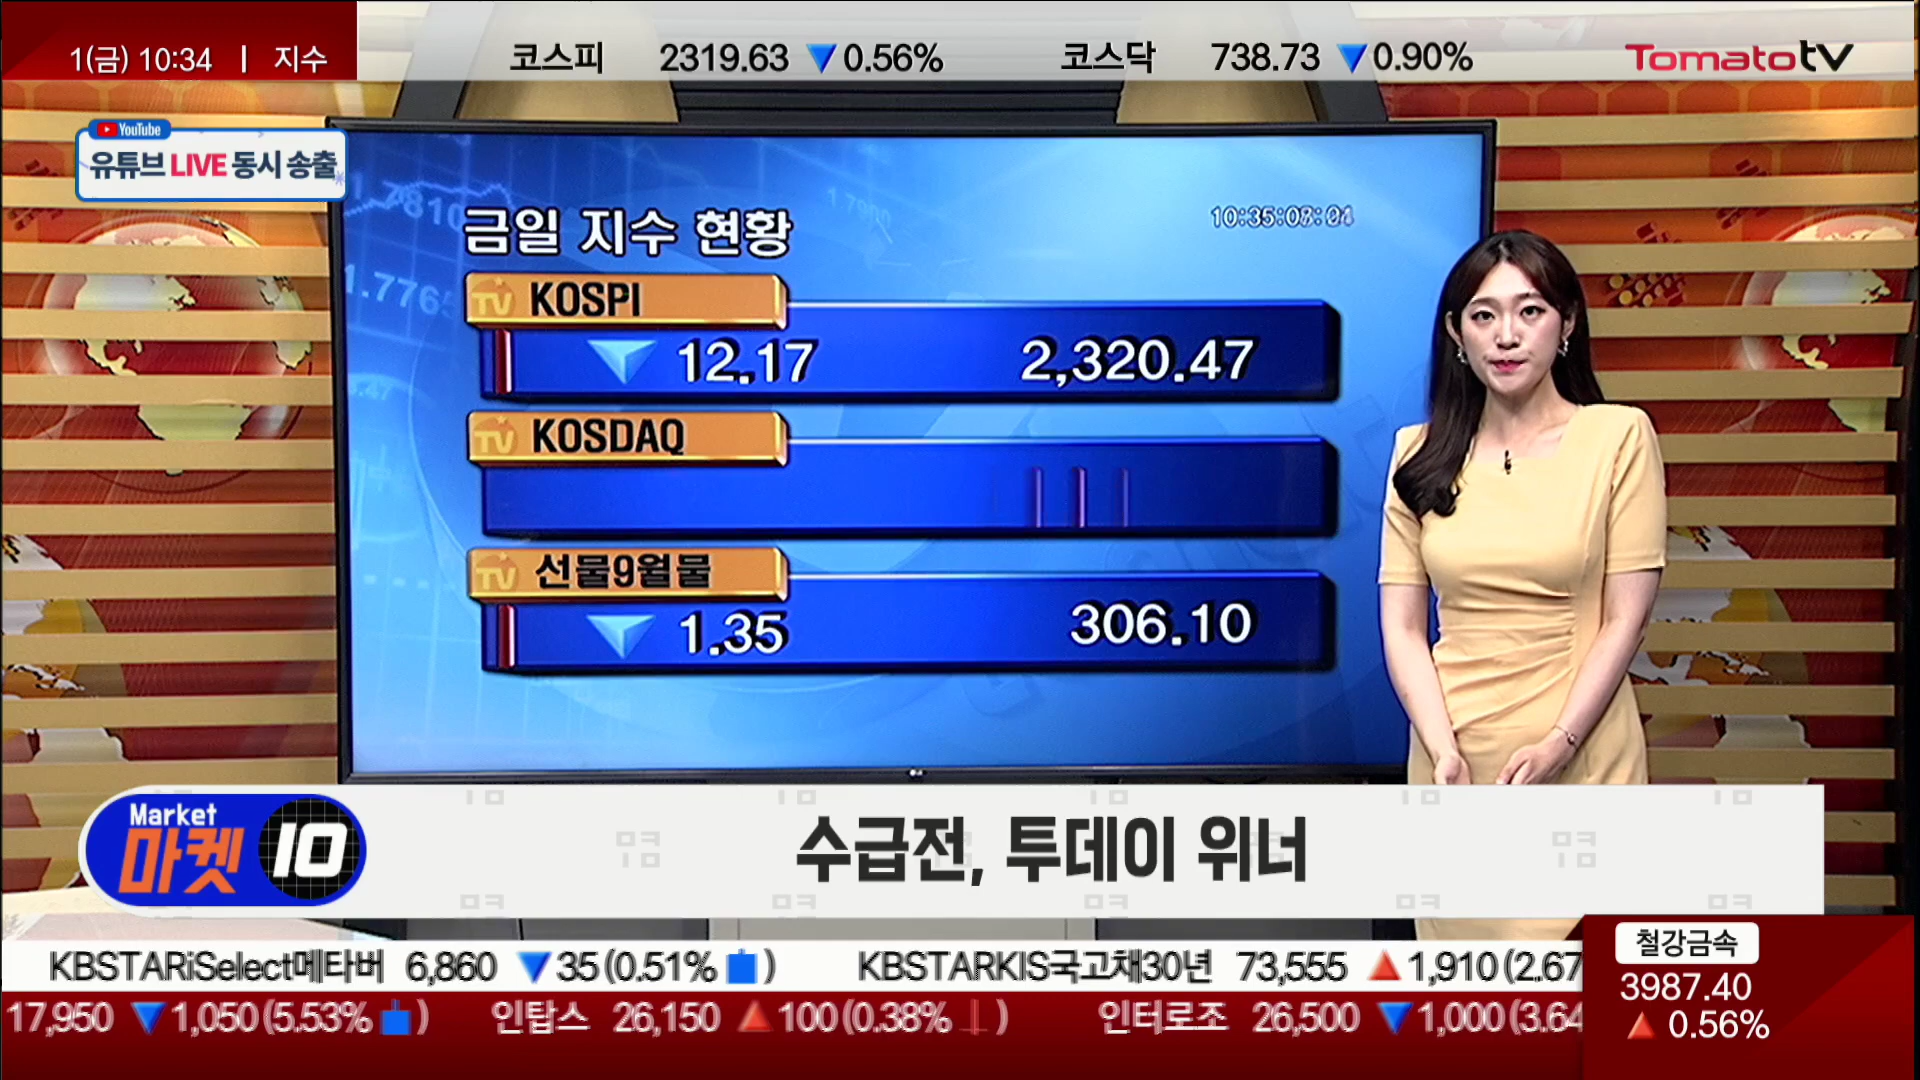 1(금) 10:34 | 지수
코스피 2319.63 ▼0.56% 코스닥 738.73 ▼0.90%
Tomatotv
YouTube
유튜브 LIVE 동시 송출
금일 지수 현황
TV KOSPI
▼ 12.17 2,320.47
TV KOSDAQ
TV 선물9월물
▼ 1.35 306.10
Market
마켓 10
수급전, 투데이 위너
KBSTARiSelect메타버 6,860 ▼35(0.51% ) KBSTARKIS국고채30년 73,555 ▲1,910(2.67
17,950 ▼1,050(5.53% ) 인탑스 26,150 ▲100(0.38% ) 인터로조 26,500 ▼1,000(3.64
철강금속
3987.40
▲ 0.56%